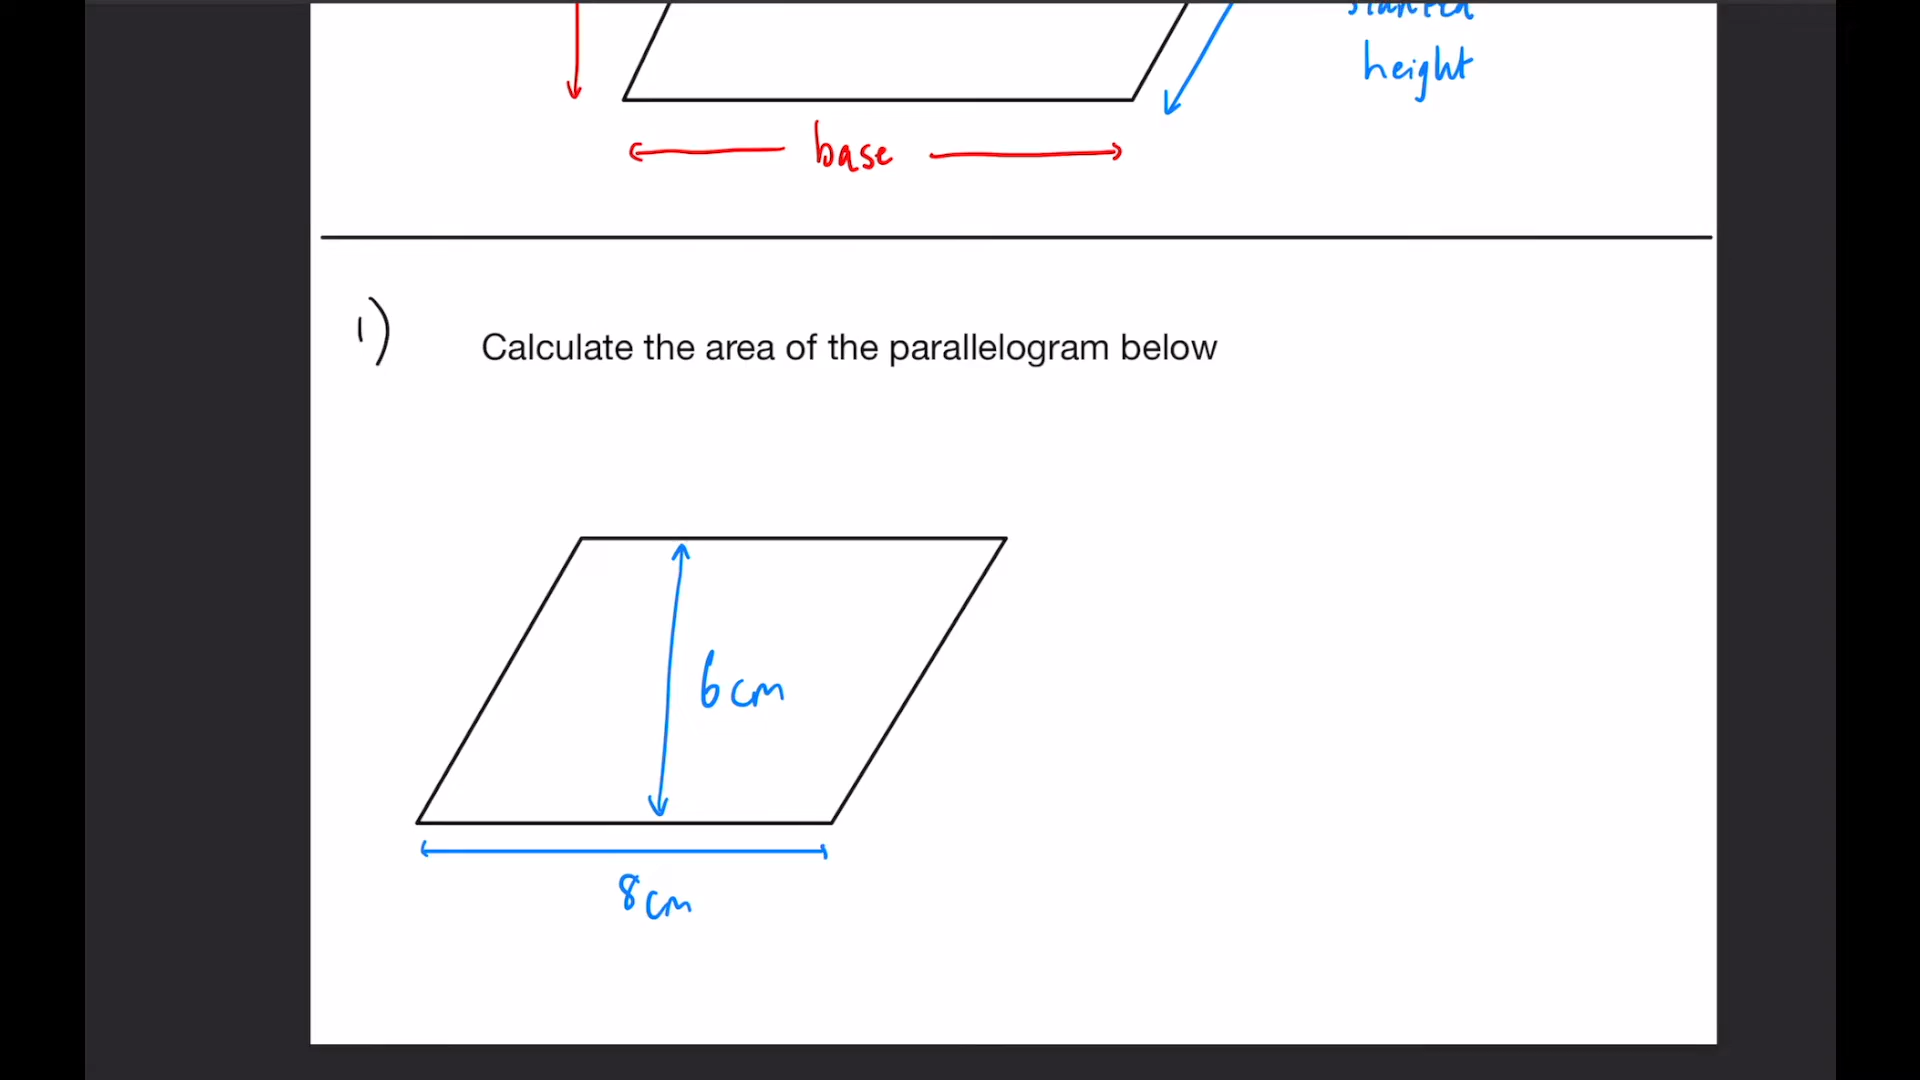 height
base
1) Calculate the area of the parallelogram below
6cm
8cm